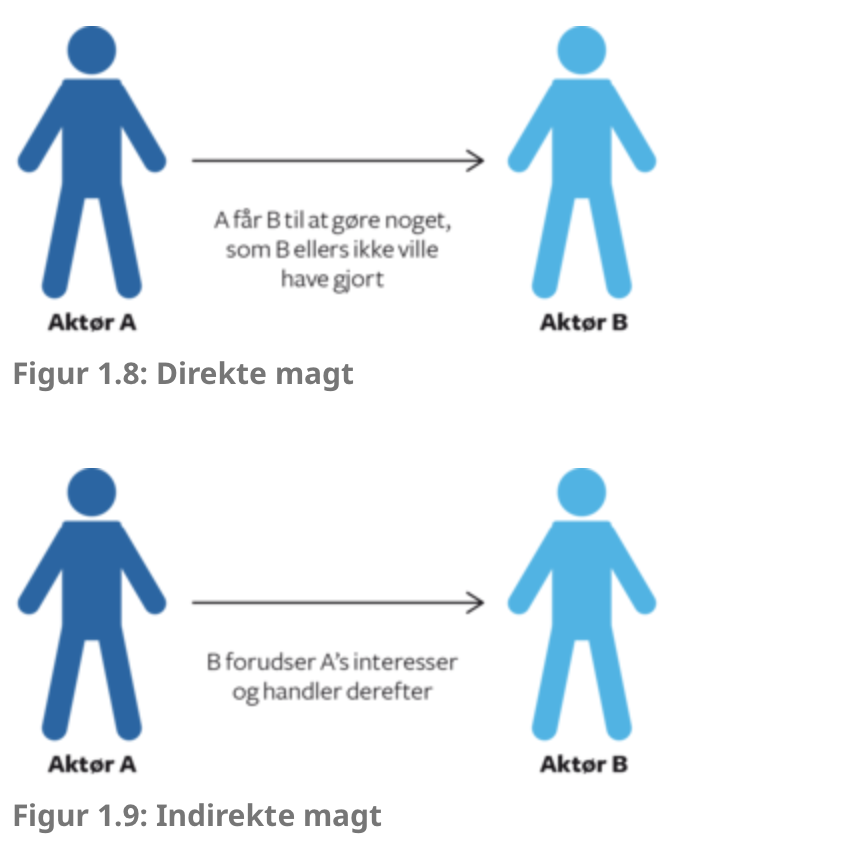 A får B til at gøre noget,
som B ellers ikke ville
have gjort
Aktør A
Aktør B
Figur 1.8: Direkte magt
B forudser A's interesser
og handler derefter
Aktør A
Aktør B
Figur 1.9: Indirekte magt